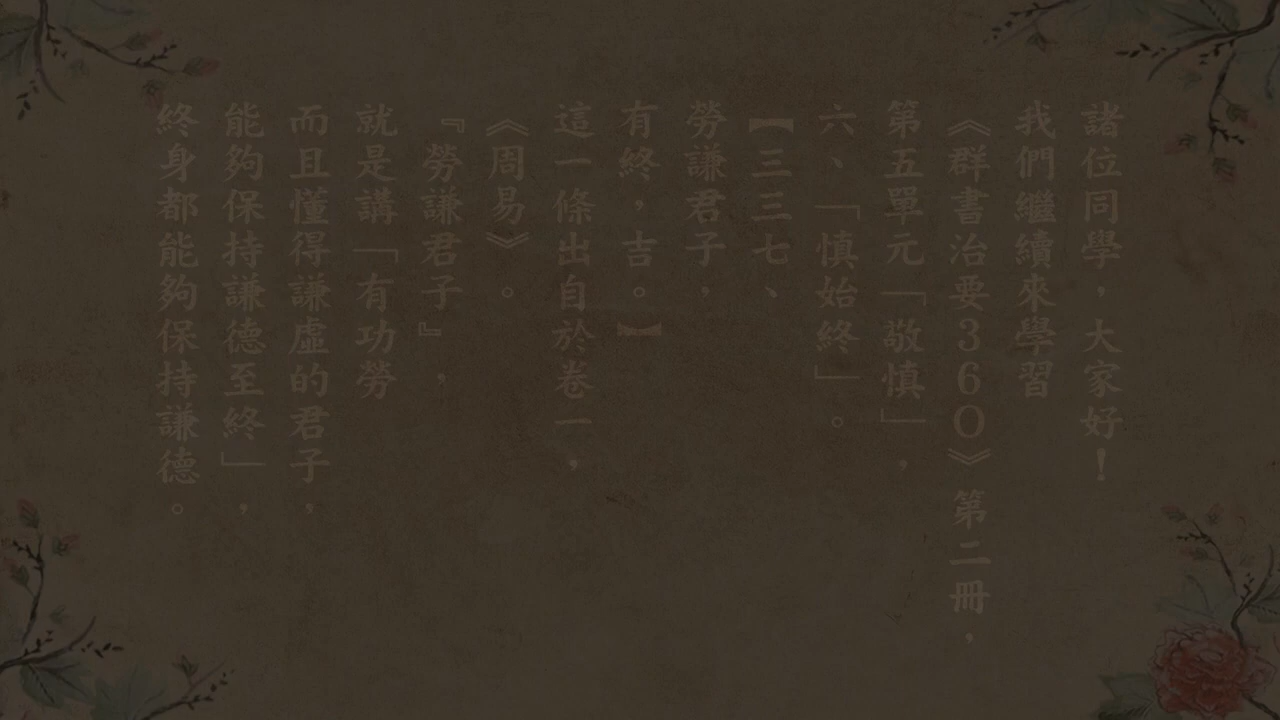 諸位同學，大家好！
我們繼續來學習
《群書治要36O》第二冊，
第五單元「敬慎」，
六、「慎始終」。
【三三七、
勞謙君子，
有終，吉。】
這一條出自於卷一，
《周易》。
『勞謙君子』，
就是講「有功勞
而且懂得謙虛的君子，
能夠保持謙德至終」，
終身都能夠保持謙德。